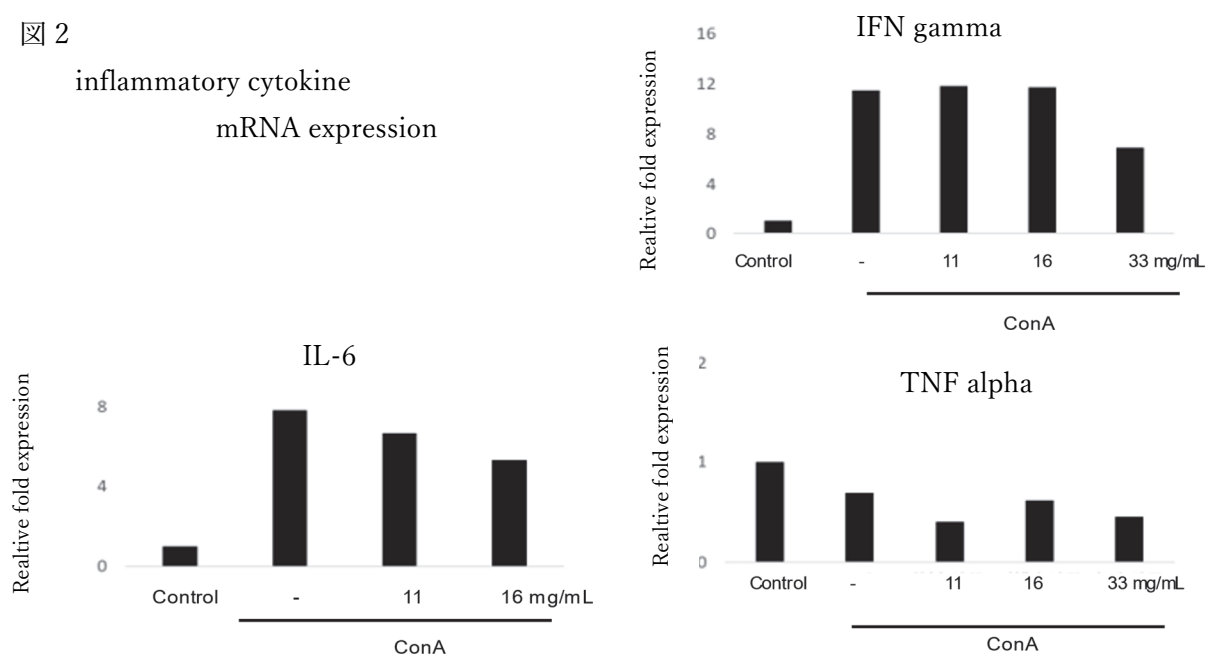 図 2
inflammatory cytokine
mRNA expression
IFN gamma
Realtive fold expression
16
12
8
4
0
Control - 11 16 33 mg/mL
ConA
IL-6
Realtive fold expression
8
4
0
Control - 11 16 mg/mL
ConA
TNF alpha
Realtive fold expression
2
1
0
Control - 11 16 33 mg/mL
ConA